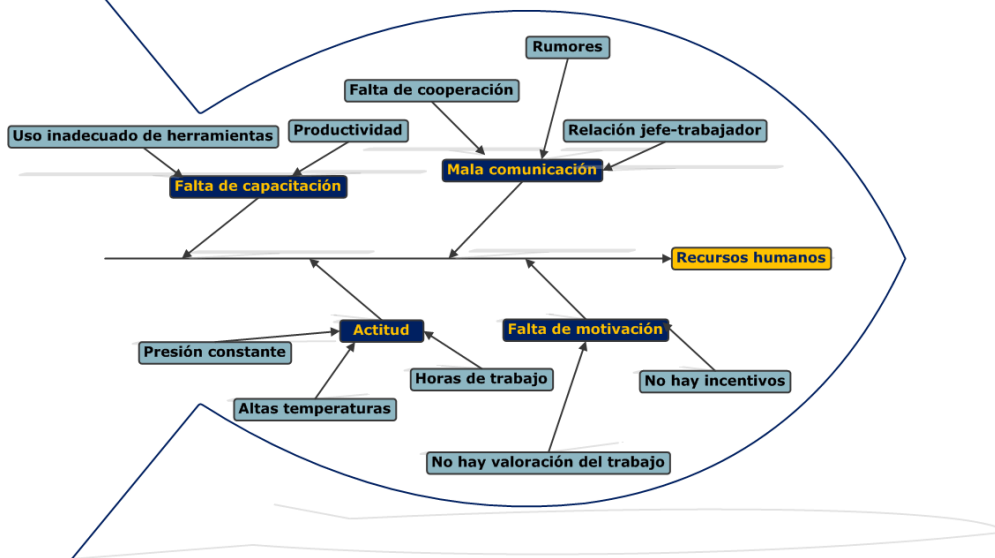 Rumores
Falta de cooperación
Uso inadecuado de herramientas
Productividad
Relación jefe-trabajador
Mala comunicación
Falta de capacitación
Recursos humanos
Actitud
Falta de motivación
Presión constante
Horas de trabajo
No hay incentivos
Altas temperaturas
No hay valoración del trabajo